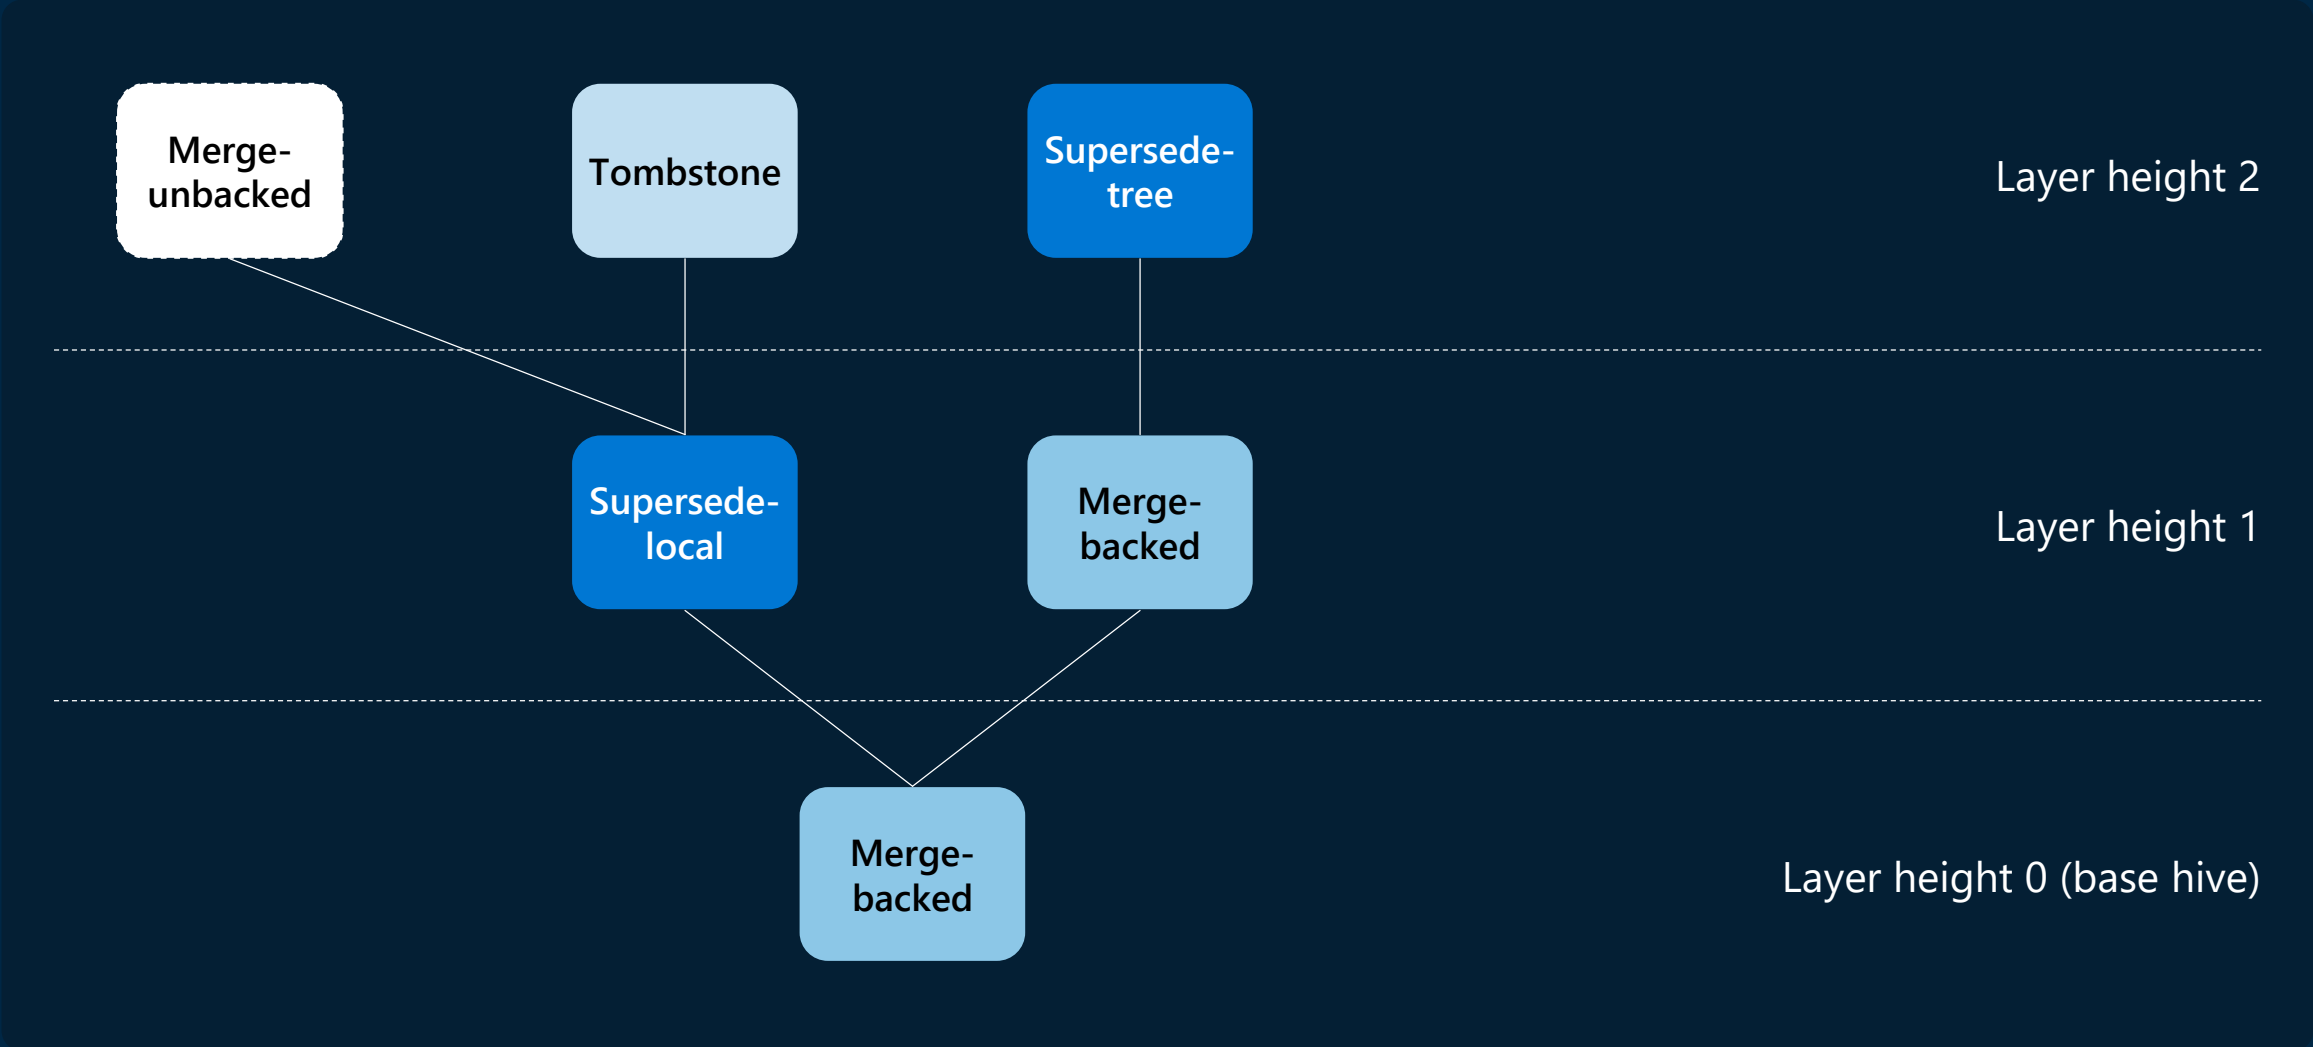 Merge-
unbacked
Tombstone
Supersede-
tree
Layer height 2
Supersede-
local
Merge-
backed
Layer height 1
Merge-
backed
Layer height 0 (base hive)